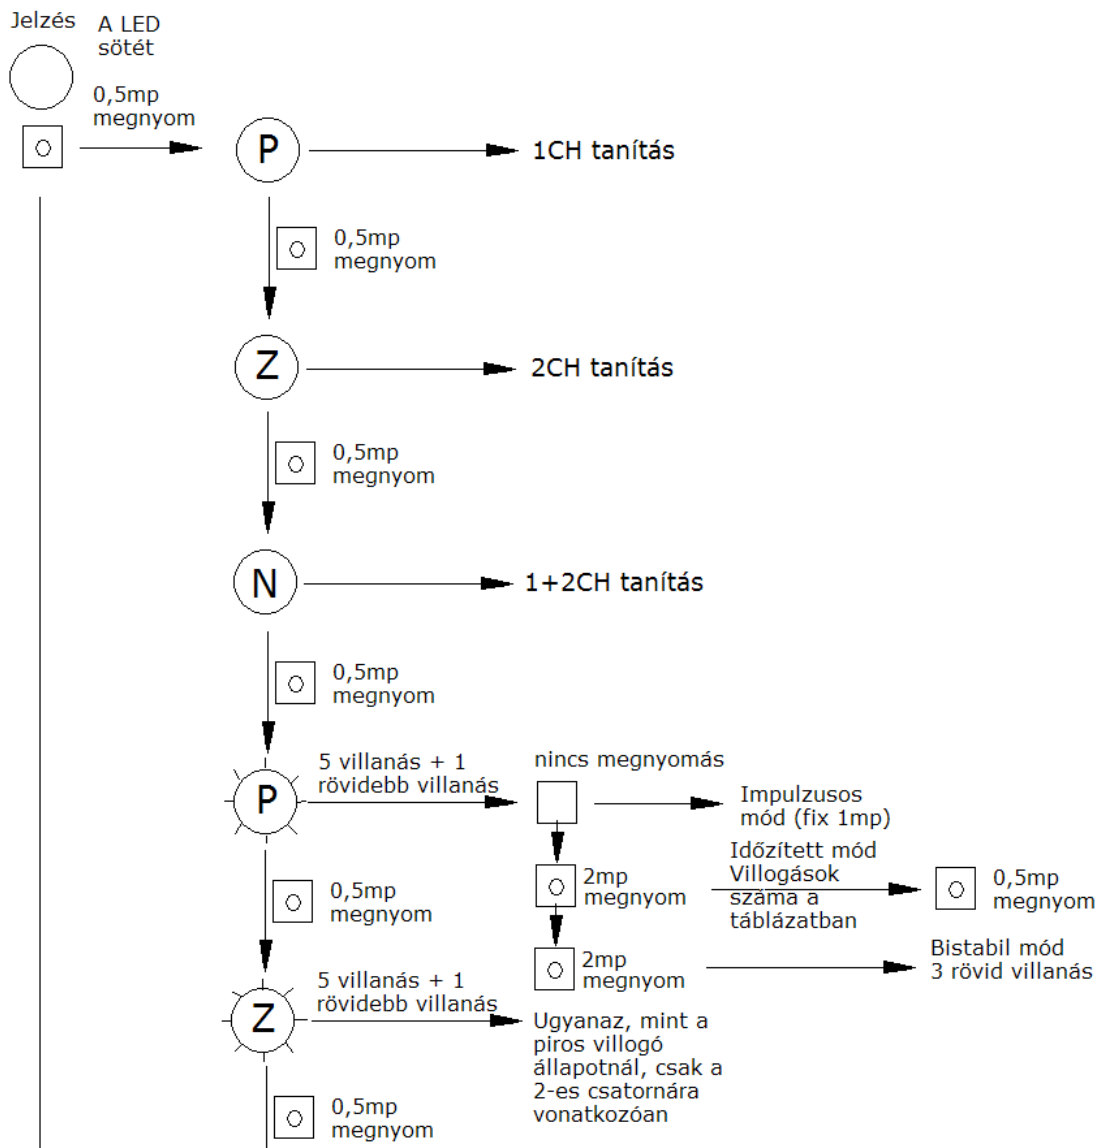 Jelzés
A LED
sötét
0,5mp
megnyom
P
1CH tanítás
0,5mp
megnyom
Z
2CH tanítás
0,5mp
megnyom
N
1+2CH tanítás
0,5mp
megnyom
P
5 villanás + 1
rövidebb villanás
nincs megnyomás
Impulzusos
mód (fix 1mp)
2mp
megnyom
Időzített mód
Villogások
száma a
táblázatban
0,5mp
megnyom
0,5mp
megnyom
2mp
megnyom
Bistabil mód
3 rövid villanás
Z
5 villanás + 1
rövidebb villanás
Ugyanaz, mint a
piros villogó
állapotnál, csak a
2-es csatornára
vonatkozóan
0,5mp
megnyom